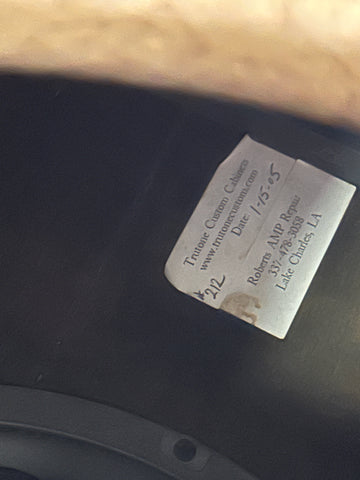 Trutone Custom Cabinets
www.trutonecustom.com
Date: 1-15-05
Roberts AMP Repair
337-478-3058
Lake Charles, LA
212